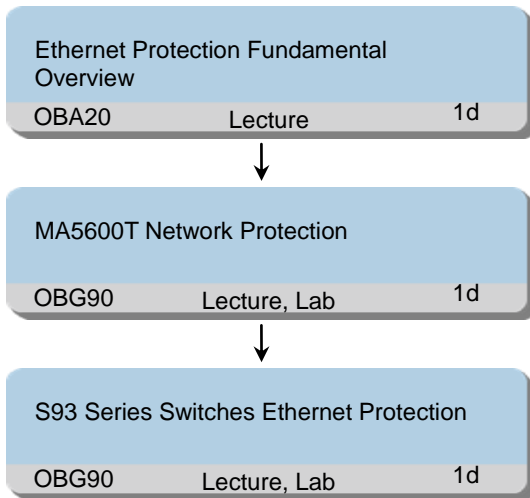 Ethernet Protection Fundamental
Overview
OBA20 Lecture 1d
MA5600T Network Protection
OBG90 Lecture, Lab 1d
S93 Series Switches Ethernet Protection
OBG90 Lecture, Lab 1d